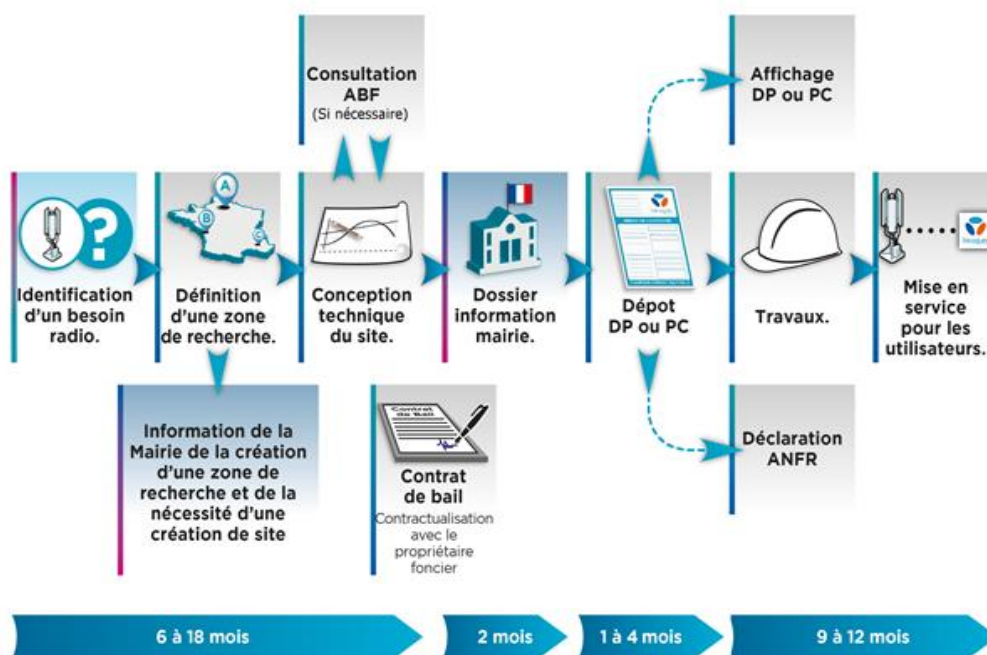 Consultation
ABF
(Si nécessaire)
Affichage
DP ou PC
A
B
C
?
Identification
d'un besoin
radio.
Définition
d'une zone
de recherche.
Conception
technique
du site.
Dossier
information
mairie.
Dépot
DP ou PC
Travaux.
Mise en
service
pour les
utilisateurs.
Information de la
Mairie de la création
d'une zone de
recherche et de la
nécessité d'une
création de site
Contrat
de Bail
Contrat
de bail
Contractualisation
avec le
propriétaire
foncier
Déclaration
ANFR
6 à 18 mois
2 mois
1 à 4 mois
9 à 12 mois